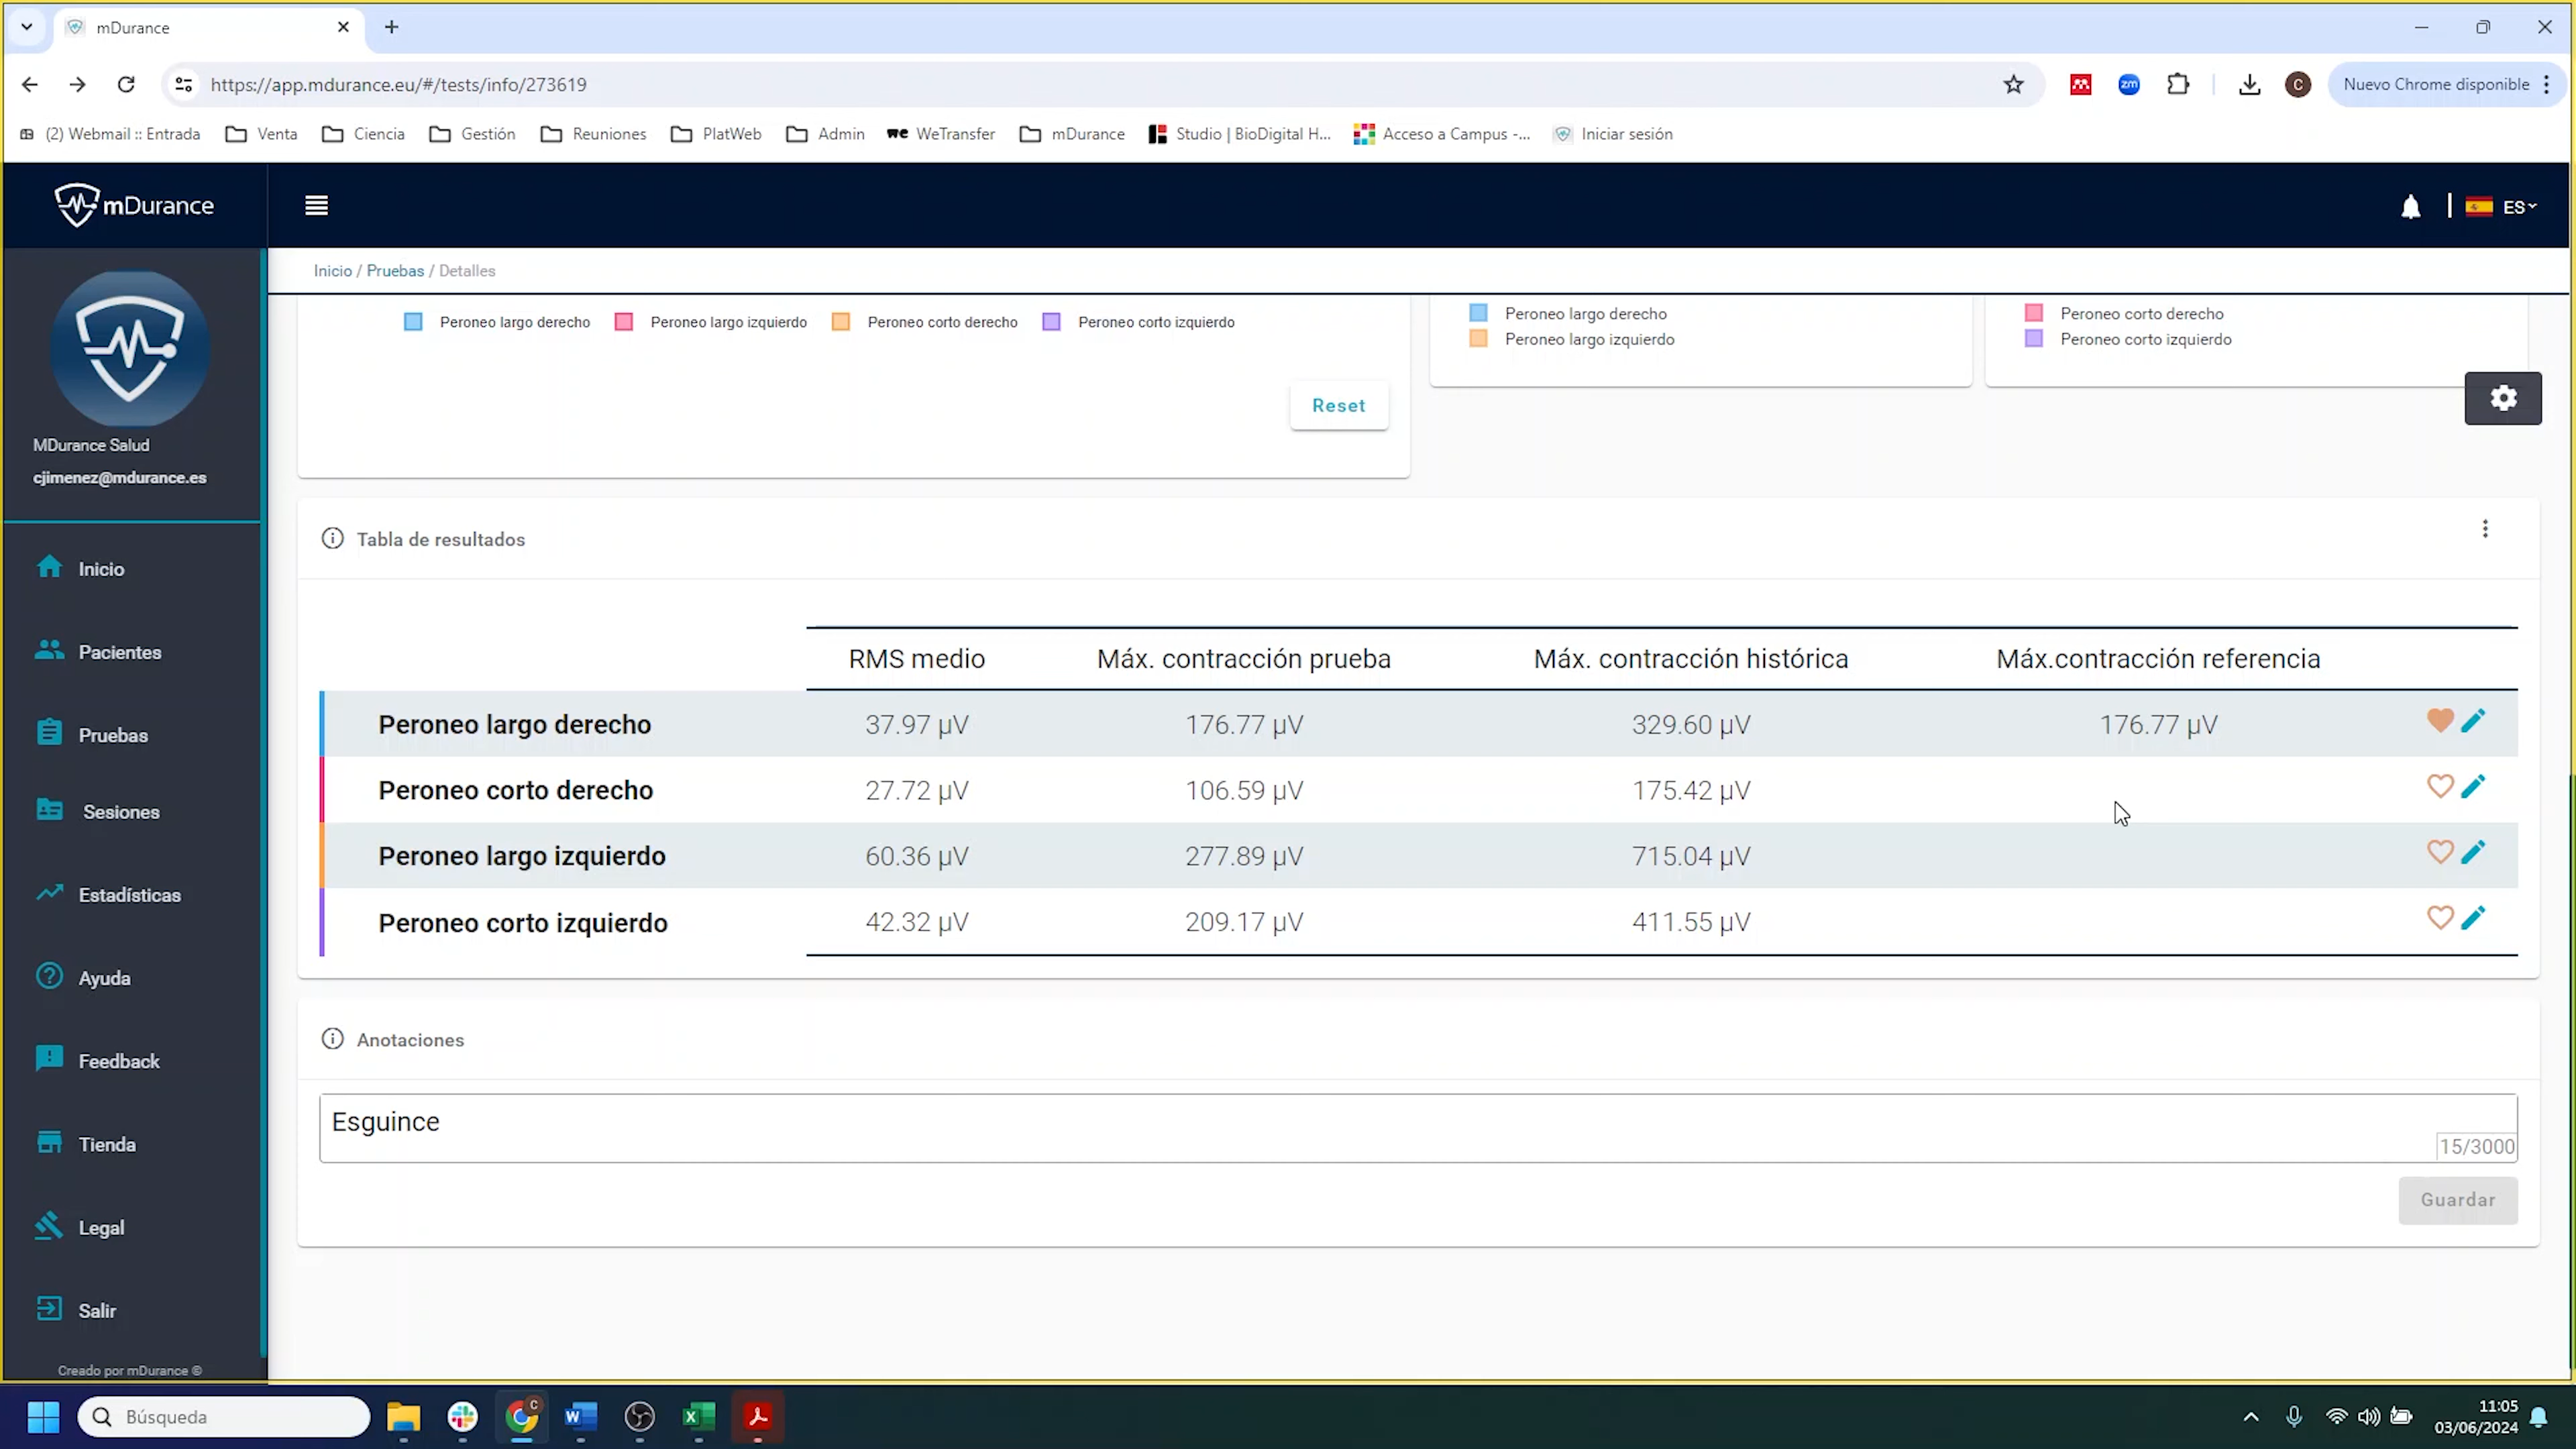 mDurance
https://app.mdurance.eu/#/tests/info/273619
Nuevo Chrome disponible
(2) Webmail :: Entrada Venta Ciencia Gestión Reuniones PlatWeb Admin WeTransfer mDurance Studio | BioDigital H... Acceso a Campus -... Iniciar sesión
mDurance
ES
Inicio / Pruebas / Detalles
MDurance Salud
cjimenez@mdurance.es
Inicio
Pacientes
Pruebas
Sesiones
Estadísticas
Ayuda
Feedback
Tienda
Legal
Salir
Creado por mDurance ©
Peroneo largo derecho Peroneo largo izquierdo Peroneo corto derecho Peroneo corto izquierdo
Reset
Peroneo largo derecho
Peroneo largo izquierdo
Peroneo corto derecho
Peroneo corto izquierdo
Tabla de resultados
RMS medio Máx. contracción prueba Máx. contracción histórica Máx.contracción referencia
Peroneo largo derecho 37.97 µV 176.77 µV 329.60 µV 176.77 µV
Peroneo corto derecho 27.72 µV 106.59 µV 175.42 µV
Peroneo largo izquierdo 60.36 µV 277.89 µV 715.04 µV
Peroneo corto izquierdo 42.32 µV 209.17 µV 411.55 µV
Anotaciones
Esguince
15/3000
Guardar
Búsqueda
11:05
03/06/2024